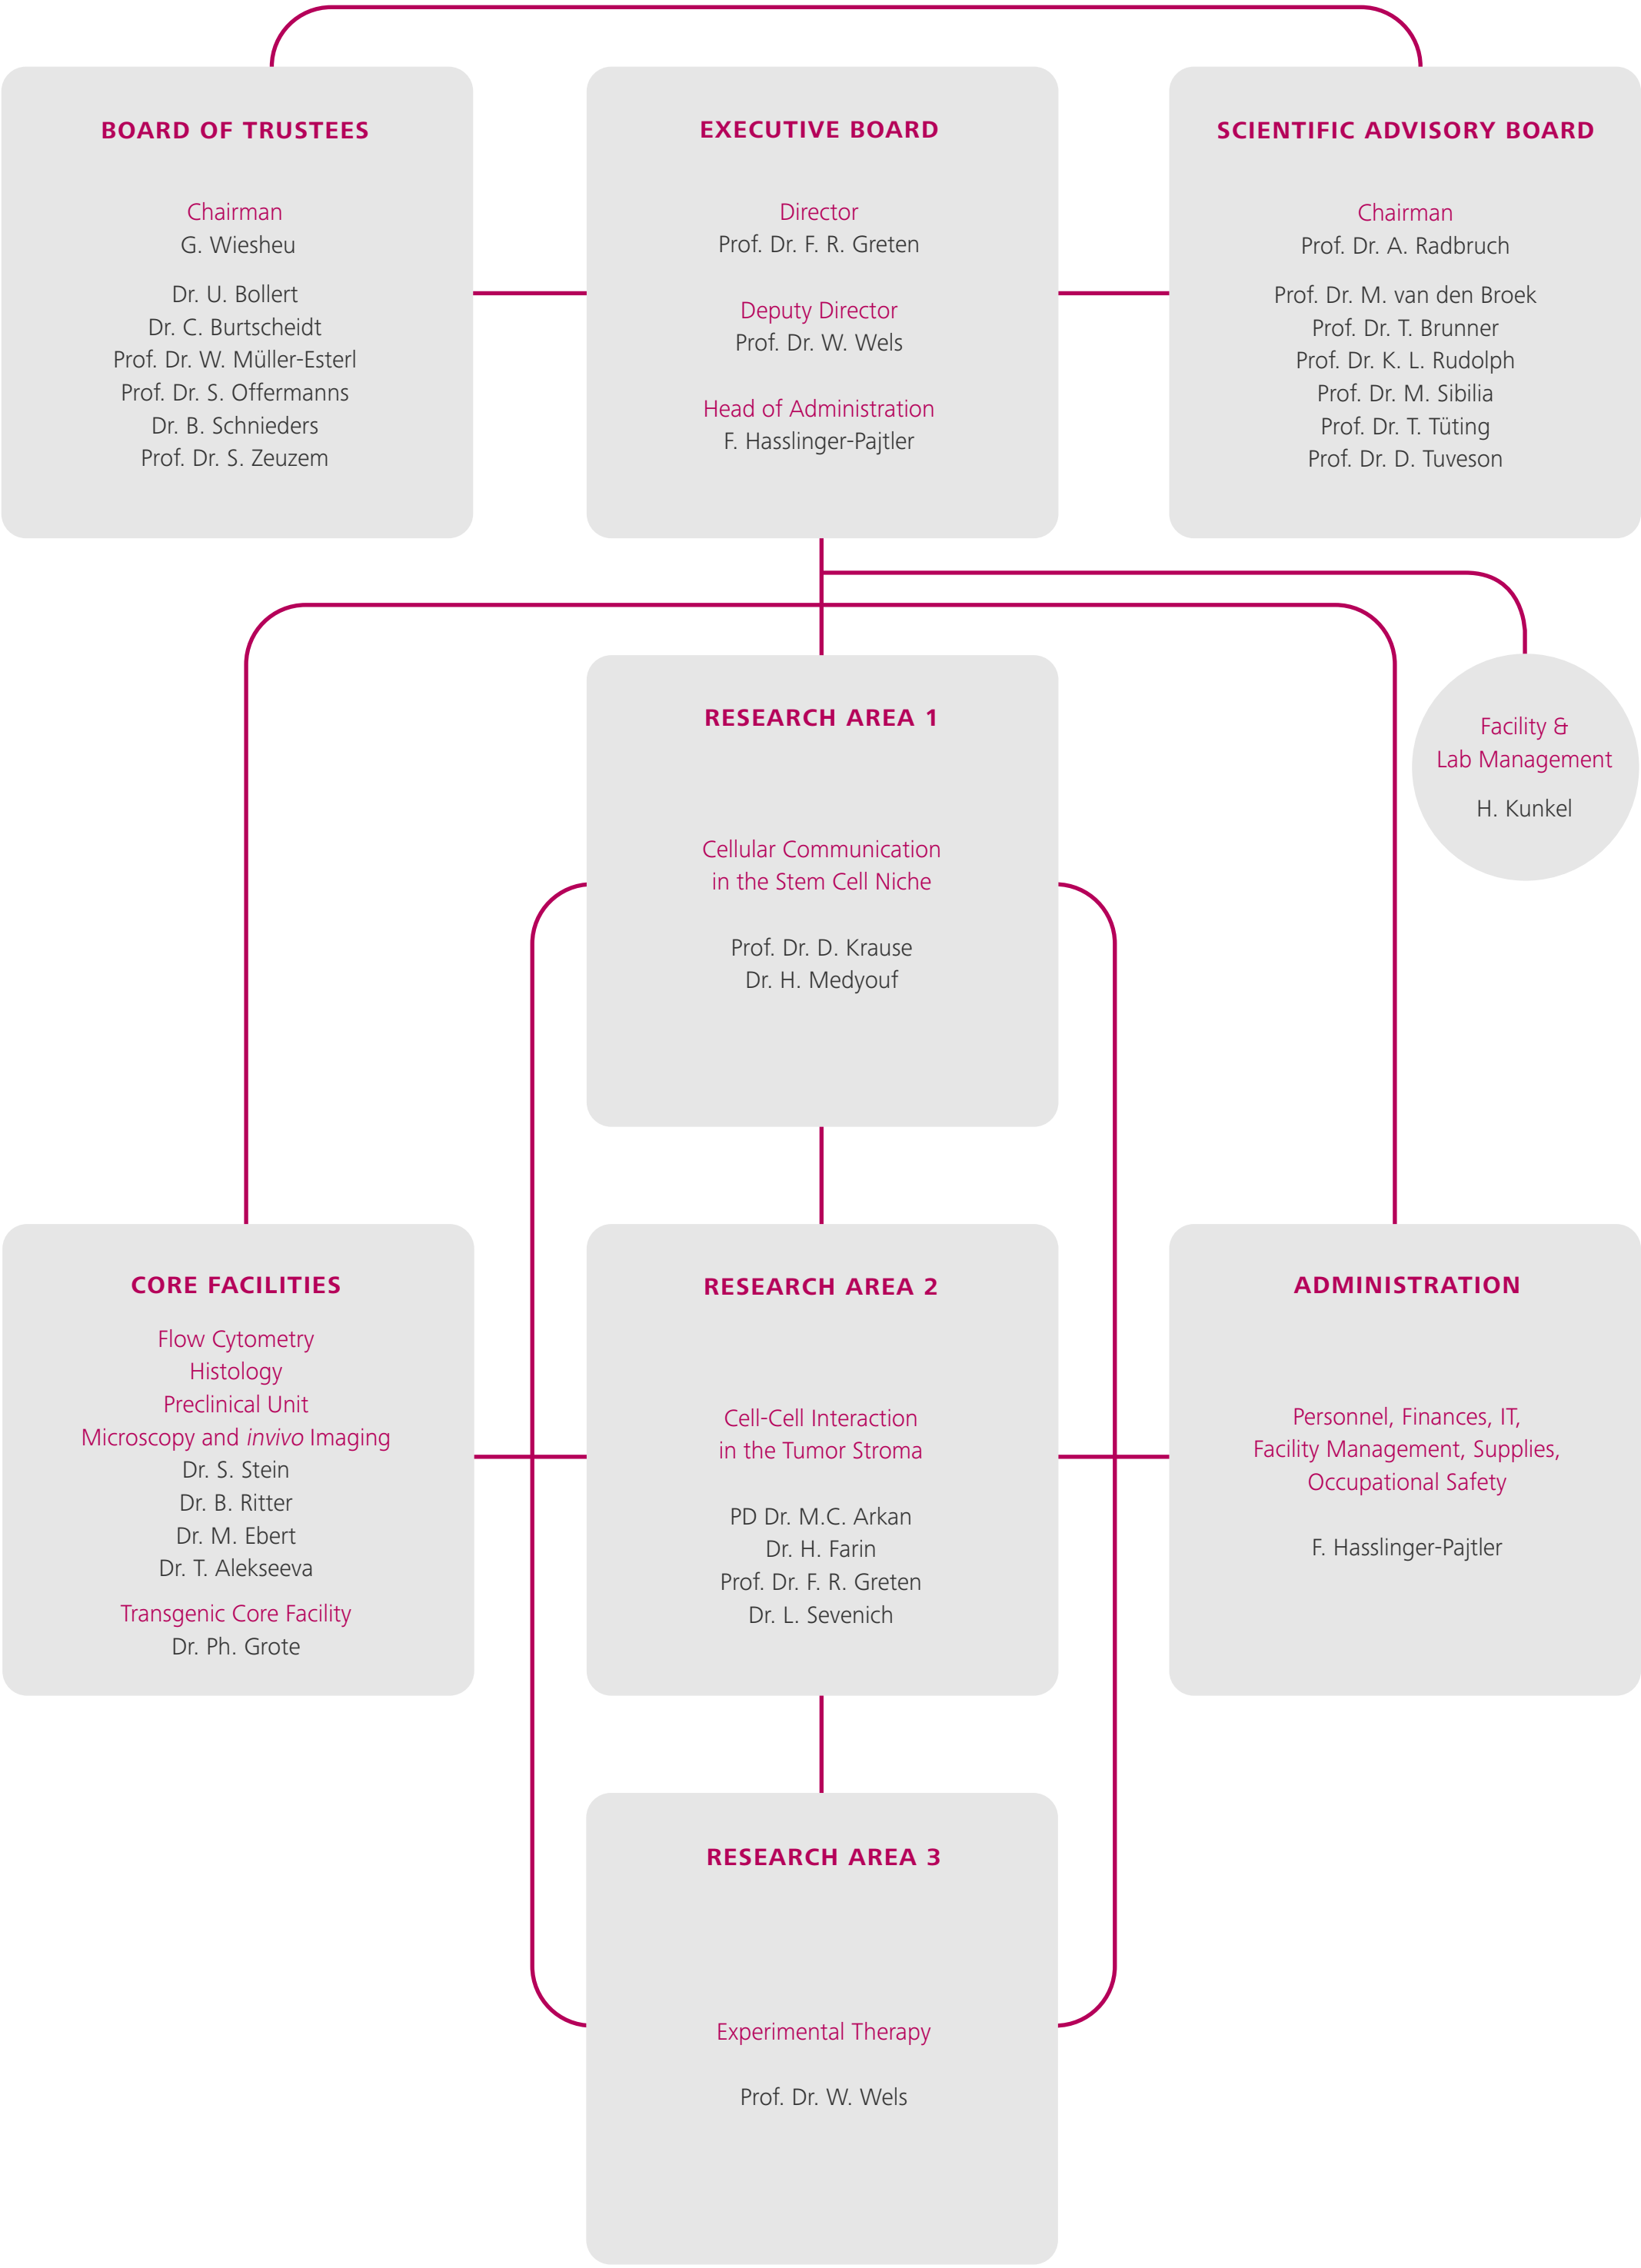 BOARD OF TRUSTEES
Chairman
G. Wiesheu
Dr. U. Bollert
Dr. C. Burtscheidt
Prof. Dr. W. Müller-Esterl
Prof. Dr. S. Offermanns
Dr. B. Schnieders
Prof. Dr. S. Zeuzem
EXECUTIVE BOARD
Director
Prof. Dr. F. R. Greten
Deputy Director
Prof. Dr. W. Wels
Head of Administration
F. Hasslinger-Pajtler
SCIENTIFIC ADVISORY BOARD
Chairman
Prof. Dr. A. Radbruch
Prof. Dr. M. van den Broek
Prof. Dr. T. Brunner
Prof. Dr. K. L. Rudolph
Prof. Dr. M. Sibilia
Prof. Dr. T. Tüting
Prof. Dr. D. Tuveson
RESEARCH AREA 1
Cellular Communication
in the Stem Cell Niche
Prof. Dr. D. Krause
Dr. H. Medyouf
Facility &
Lab Management
H. Kunkel
CORE FACILITIES
Flow Cytometry
Histology
Preclinical Unit
Microscopy and invivo Imaging
Dr. S. Stein
Dr. B. Ritter
Dr. M. Ebert
Dr. T. Alekseeva
Transgenic Core Facility
Dr. Ph. Grote
RESEARCH AREA 2
Cell-Cell Interaction
in the Tumor Stroma
PD Dr. M.C. Arkan
Dr. H. Farin
Prof. Dr. F. R. Greten
Dr. L. Sevenich
ADMINISTRATION
Personnel, Finances, IT,
Facility Management, Supplies,
Occupational Safety
F. Hasslinger-Pajtler
RESEARCH AREA 3
Experimental Therapy
Prof. Dr. W. Wels